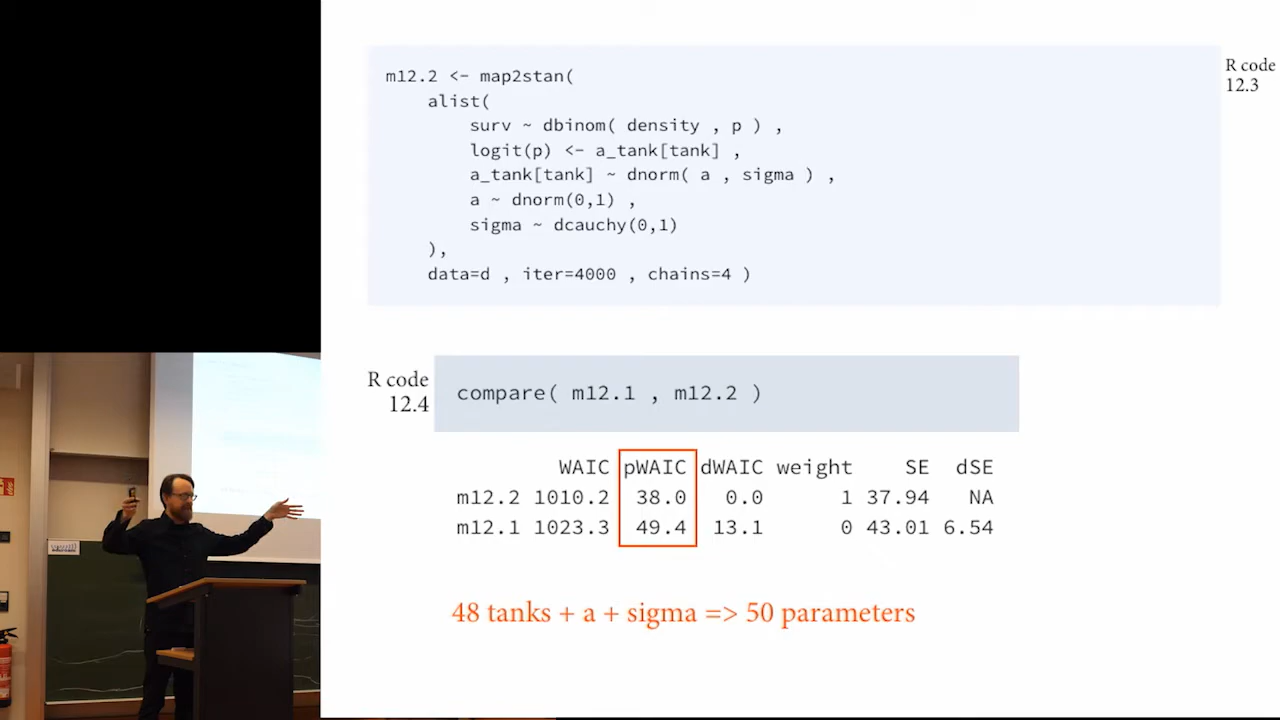 m12.2 <- map2stan(
    alist(
        surv ~ dbinom( density , p ) ,
        logit(p) <- a_tank[tank] ,
        a_tank[tank] ~ dnorm( a , sigma ) ,
        a ~ dnorm(0,1) ,
        sigma ~ dcauchy(0,1)
    ),
    data=d , iter=4000 , chains=4 )
R code
12.3
R code
12.4
compare( m12.1 , m12.2 )
WAIC pWAIC dWAIC weight SE dSE
m12.2 1010.2 38.0 0.0 1 37.94 NA
m12.1 1023.3 49.4 13.1 0 43.01 6.54
48 tanks + a + sigma => 50 parameters